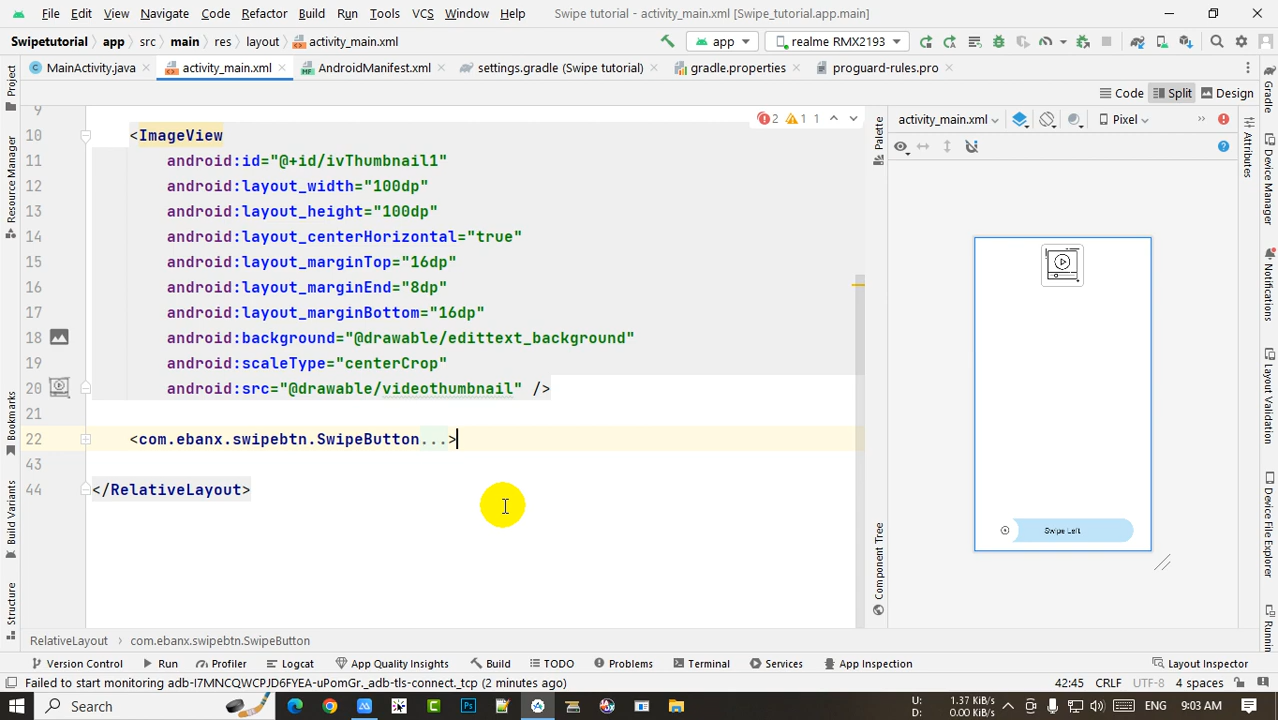 File Edit View Navigate Code Refactor Build Run Tools VCS Window Help Swipe tutorial - activity_main.xml [Swipe_tutorial.app.main]
Swipetutorial app src main res layout activity_main.xml app realme RMX2193
MainActivity.java activity_main.xml AndroidManifest.xml settings.gradle (Swipe tutorial) gradle.properties proguard-rules.pro
Code Split Design
activity_main.xml Pixel
2 1 1
Project
Resource Manager
Bookmarks
Build Variants
Structure
9
10 <ImageView
11 android:id="@+id/ivThumbnail1"
12 android:layout_width="100dp"
13 android:layout_height="100dp"
14 android:layout_centerHorizontal="true"
15 android:layout_marginTop="16dp"
16 android:layout_marginEnd="8dp"
17 android:layout_marginBottom="16dp"
18 android:background="@drawable/edittext_background"
19 android:scaleType="centerCrop"
20 android:src="@drawable/videothumbnail" />
21
22 <com.ebanx.swipebtn.SwipeButton...>
43
44 </RelativeLayout>
Palette
Component Tree
Swipe Left
Attributes
Gradle
Device Manager
Notifications
Layout Validation
Device File Explorer
Running
RelativeLayout com.ebanx.swipebtn.SwipeButton
Version Control Run Profiler Logcat App Quality Insights Build TODO Problems Terminal Services App Inspection Layout Inspector
Failed to start monitoring adb-I7MNCQWCPJD6FYEA-uPomGr._adb-tls-connect._tcp (2 minutes ago) 42:45 CRLF UTF-8 4 spaces
Search U: 1.37 KiB/s ENG 9:03 AM
D: 0.00 KiB/s